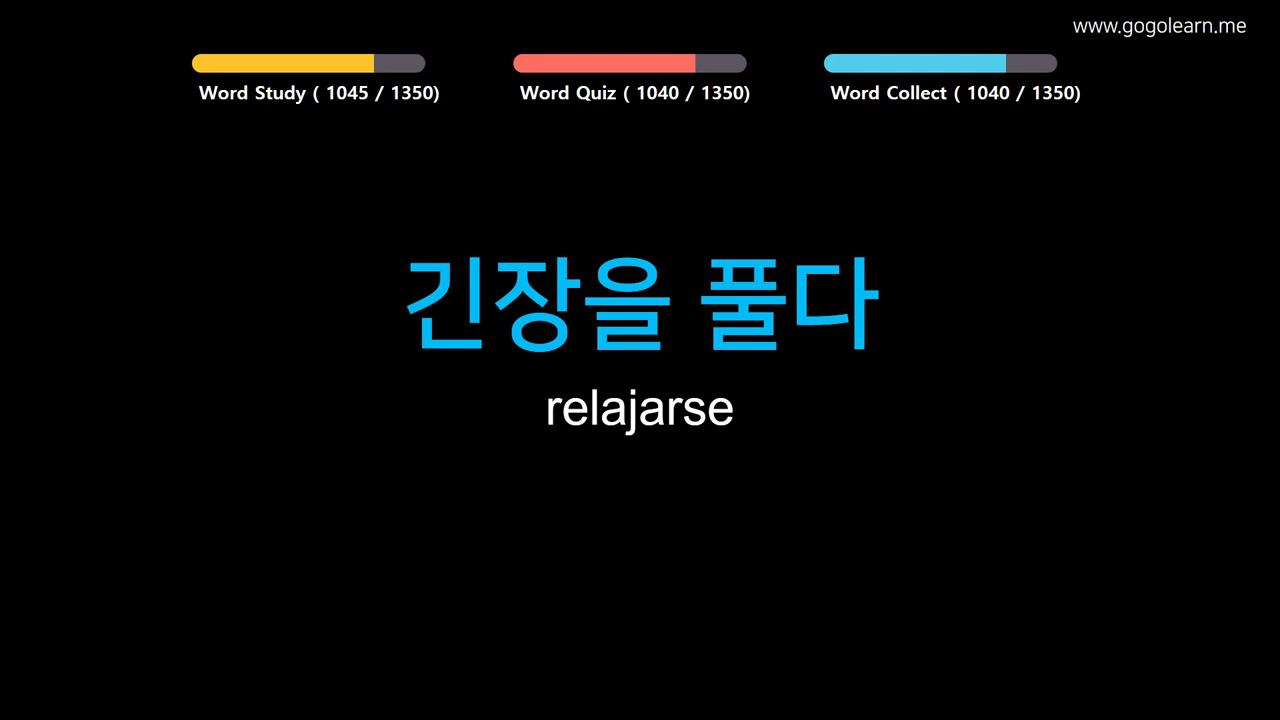 www.gogolearn.me
Word Study ( 1045 / 1350)
Word Quiz ( 1040 / 1350)
Word Collect ( 1040 / 1350)
긴장을 풀다
relajarse